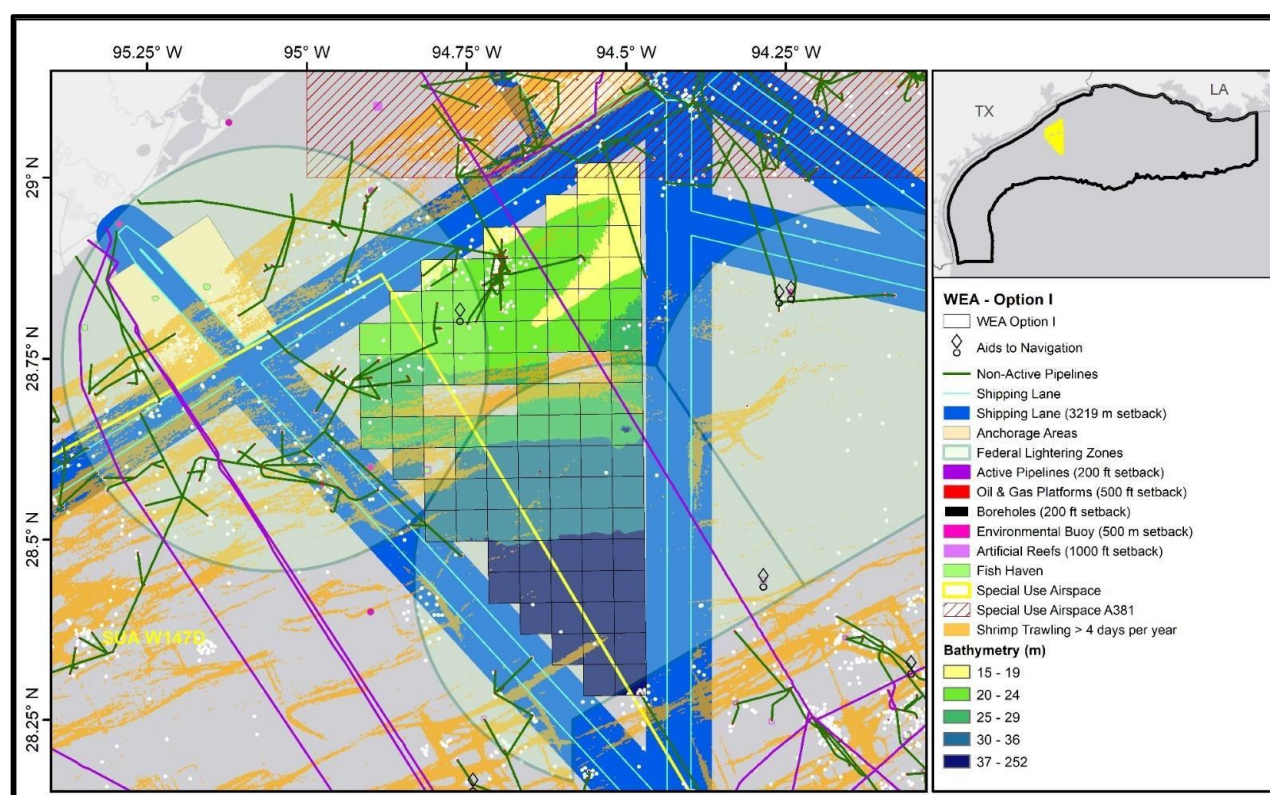 95.25° W
95° W
94.75° W
94.5° W
94.25° W
29° N
28.75° N
28.5° N
28.25° N
SUA W147D
TX
LA
WEA - Option I
WEA Option I
Aids to Navigation
Non-Active Pipelines
Shipping Lane
Shipping Lane (3219 m setback)
Anchorage Areas
Federal Lightering Zones
Active Pipelines (200 ft setback)
Oil & Gas Platforms (500 ft setback)
Boreholes (200 ft setback)
Environmental Buoy (500 m setback)
Artificial Reefs (1000 ft setback)
Fish Haven
Special Use Airspace
Special Use Airspace A381
Shrimp Trawling > 4 days per year
Bathymetry (m)
15 - 19
20 - 24
25 - 29
30 - 36
37 - 252